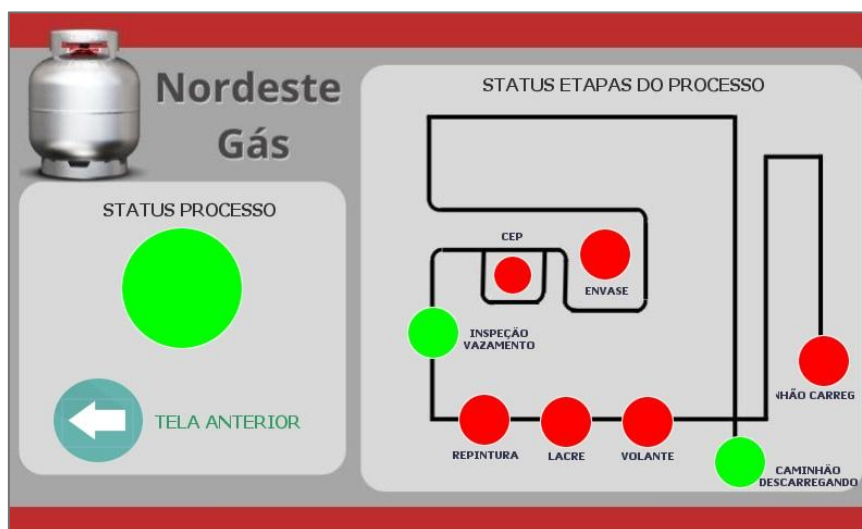 Nordeste
Gás
STATUS PROCESSO
TELA ANTERIOR
STATUS ETAPAS DO PROCESSO
CEP
ENVASE
INSPEÇÃO
VAZAMENTO
NHÃO CARREG
REPINTURA
LACRE
VOLANTE
CAMINHÃO
DESCARREGANDO